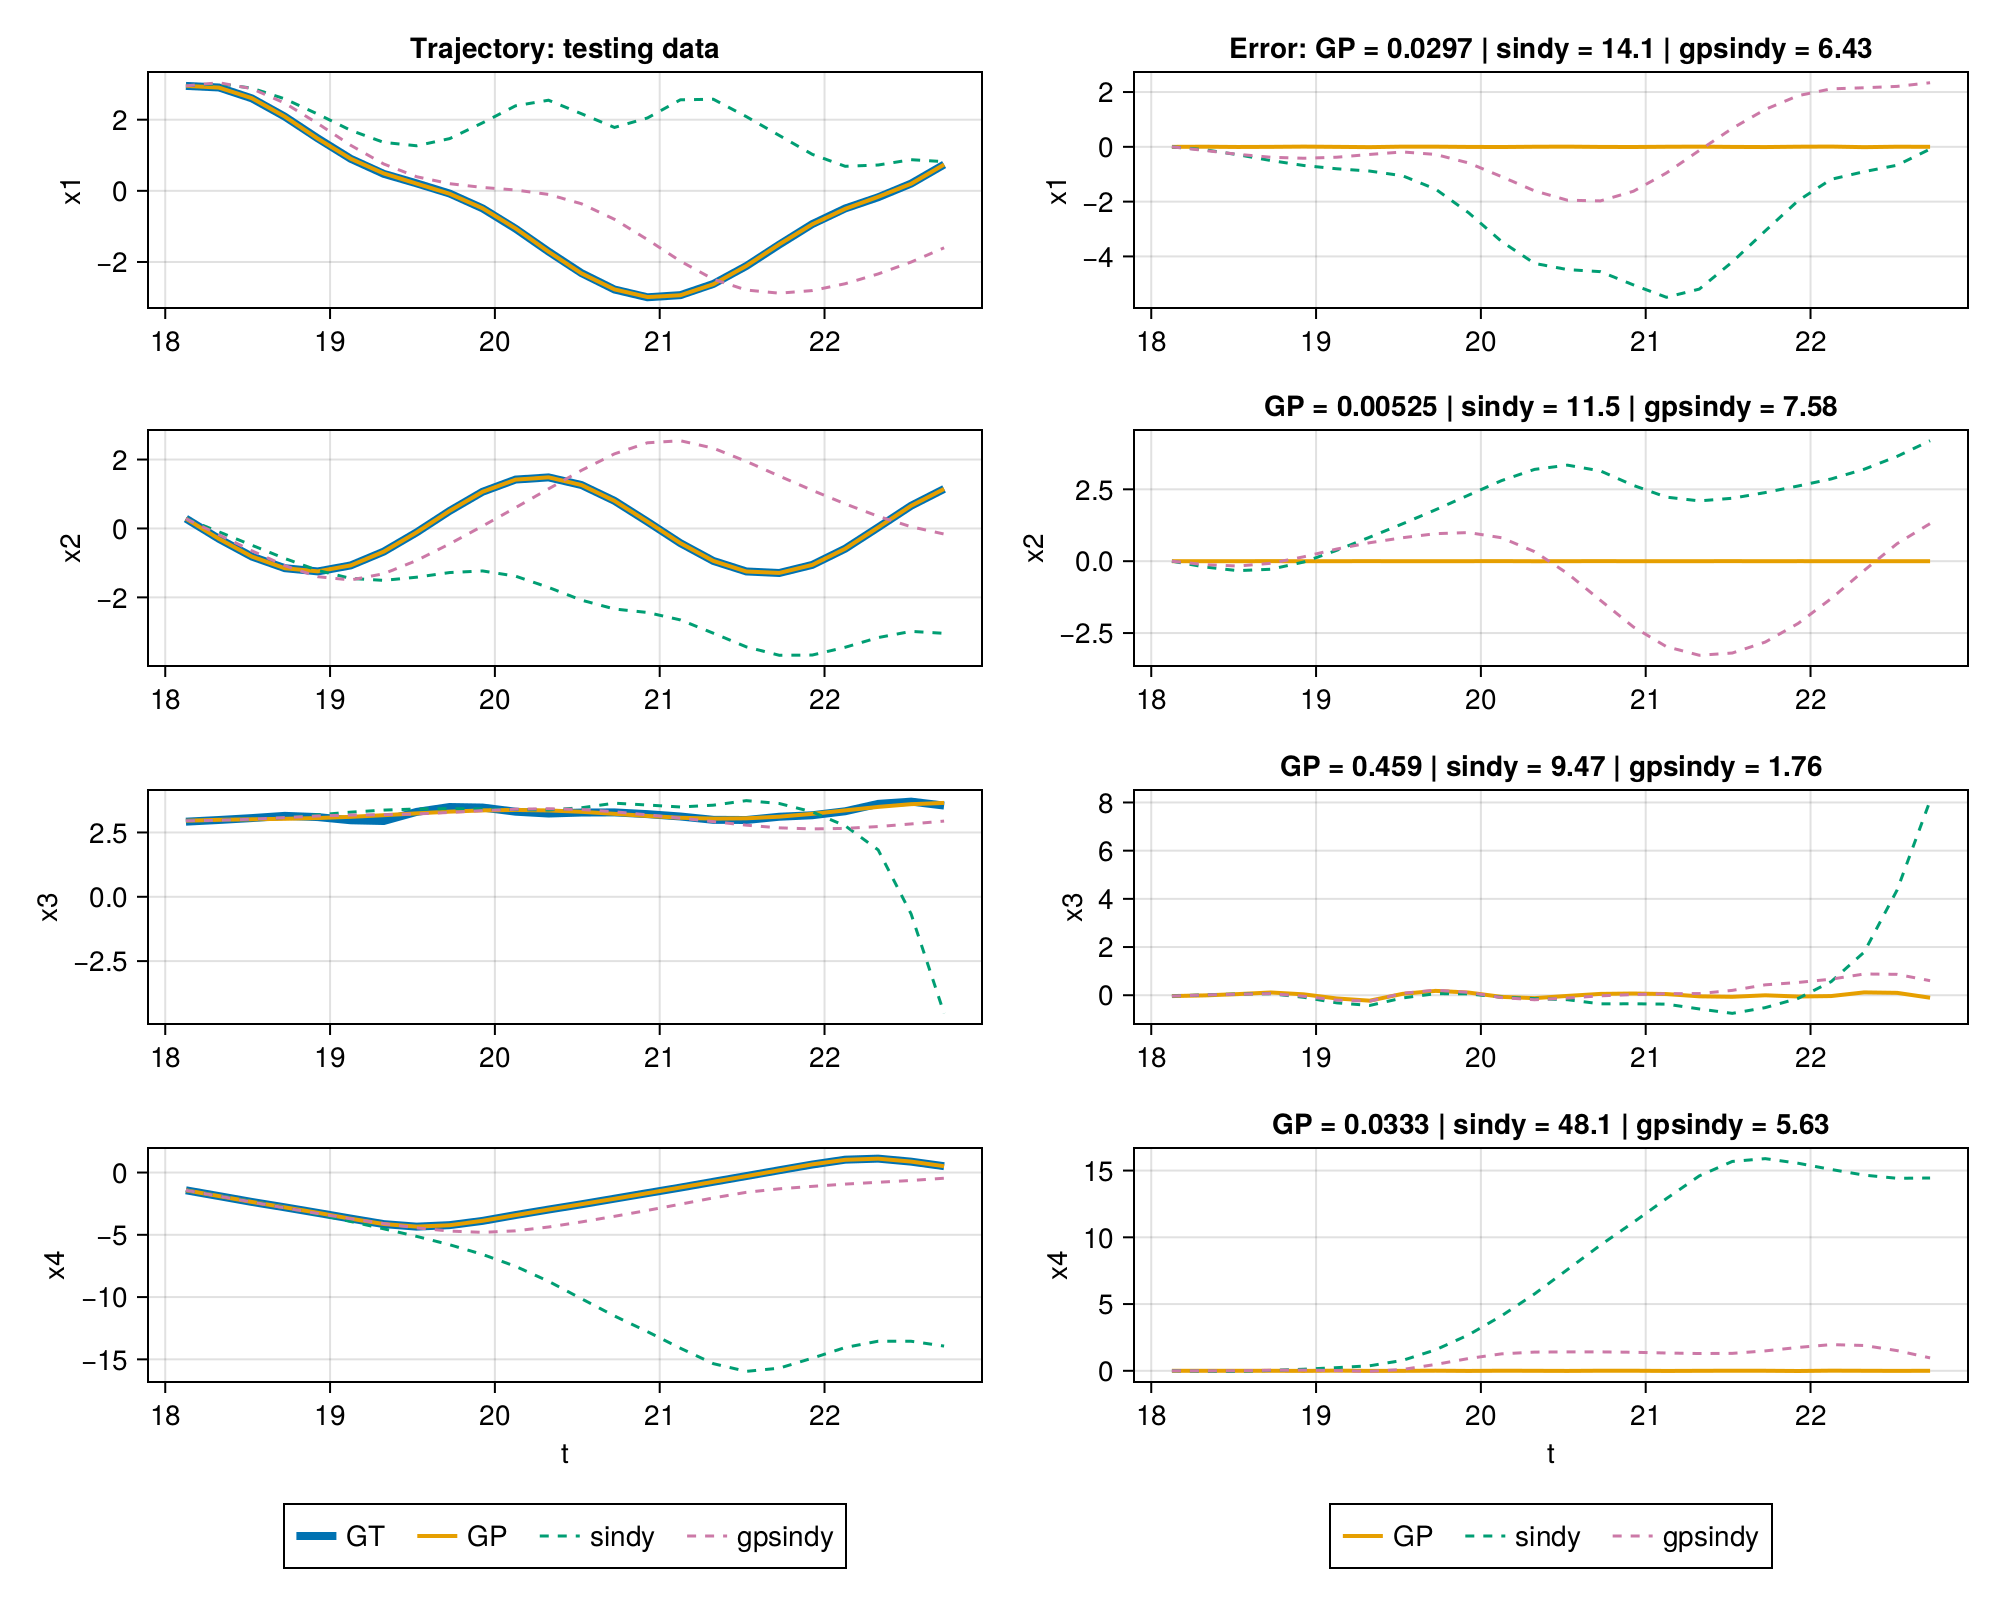 Trajectory: testing data
x1
2
0
−2
18 19 20 21 22
Error: GP = 0.0297 | sindy = 14.1 | gpsindy = 6.43
x1
2
0
−2
−4
18 19 20 21 22
x2
2
0
−2
18 19 20 21 22
GP = 0.00525 | sindy = 11.5 | gpsindy = 7.58
x2
2.5
0.0
−2.5
18 19 20 21 22
x3
2.5
0.0
−2.5
18 19 20 21 22
GP = 0.459 | sindy = 9.47 | gpsindy = 1.76
x3
8
6
4
2
0
18 19 20 21 22
x4
0
−5
−10
−15
18 19 20 21 22
t
GP = 0.0333 | sindy = 48.1 | gpsindy = 5.63
x4
15
10
5
0
18 19 20 21 22
t
GT GP sindy gpsindy
GP sindy gpsindy